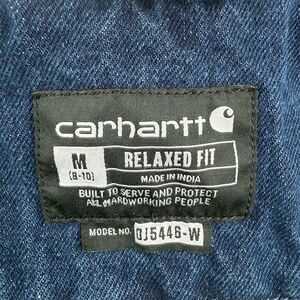 carhartt
M RELAXED FIT
(8-10) MADE IN INDIA
BUILT TO SERVE AND PROTECT
ALL HARDWORKING PEOPLE
MODEL NO. OJ5446-W